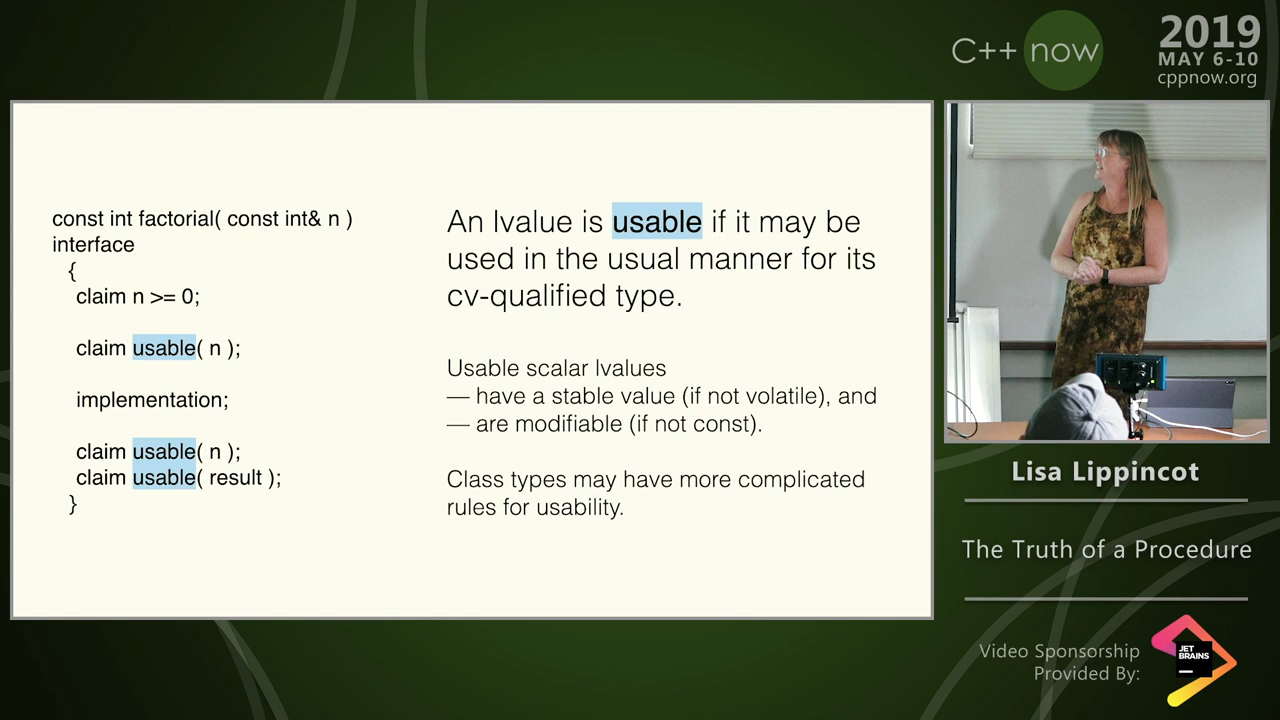 C++ now
2019
MAY 6-10
cppnow.org
const int factorial( const int& n )
interface
{
claim n >= 0;
claim usable( n );
implementation;
claim usable( n );
claim usable( result );
}
An lvalue is usable if it may be
used in the usual manner for its
cv-qualified type.
Usable scalar lvalues
— have a stable value (if not volatile), and
— are modifiable (if not const).
Class types may have more complicated
rules for usability.
Lisa Lippincot
The Truth of a Procedure
Video Sponsorship
Provided By:
JET
BRAINS